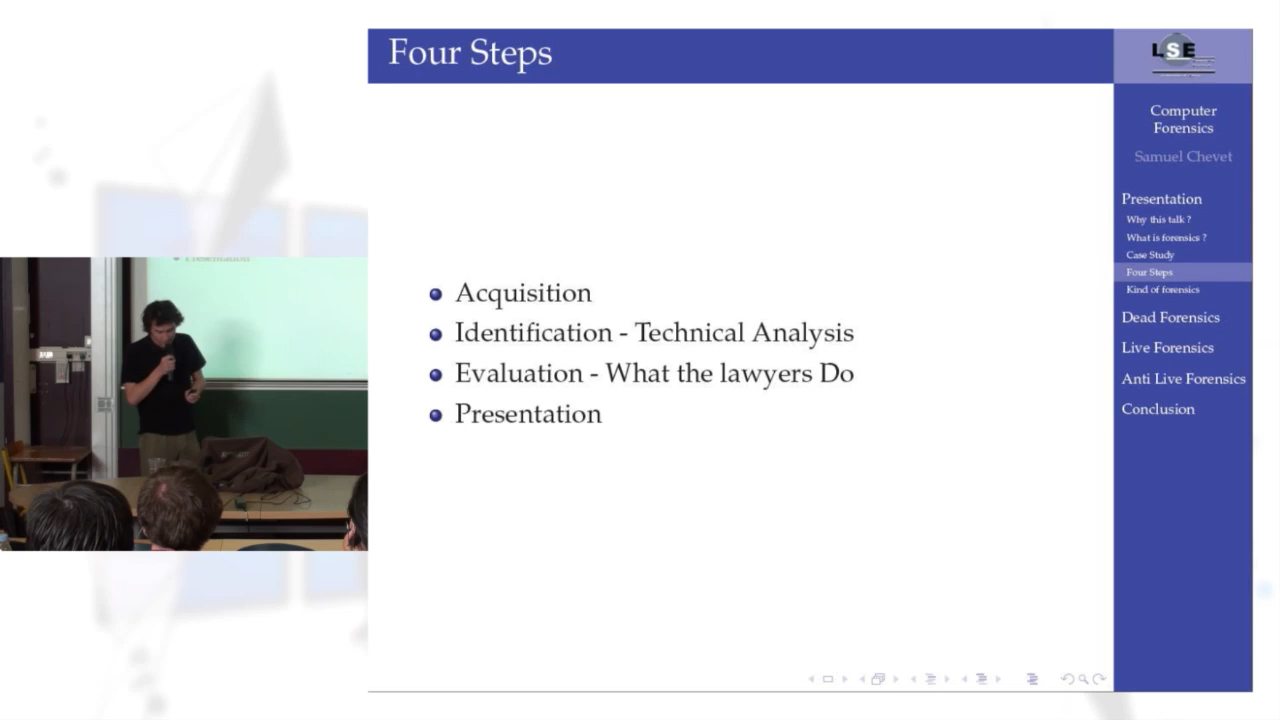 Four Steps
Acquisition
Identification - Technical Analysis
Evaluation - What the lawyers Do
Presentation
LSE
Computer
Forensics
Samuel Chevet
Presentation
Why this talk ?
What is forensics ?
Case Study
Four Steps
Kind of forensics
Dead Forensics
Live Forensics
Anti Live Forensics
Conclusion
Presentation